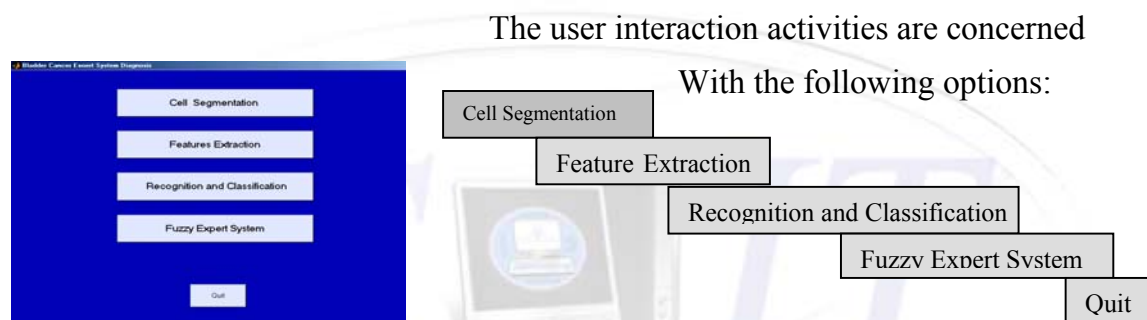 The user interaction activities are concerned
With the following options:
Bladder Cancer Expert System Diagnosis
Cell Segmentation
Features Extraction
Recognition and Classification
Fuzzy Expert System
Quit
Cell Segmentation
Feature Extraction
Recognition and Classification
Fuzzy Expert System
Quit
IT